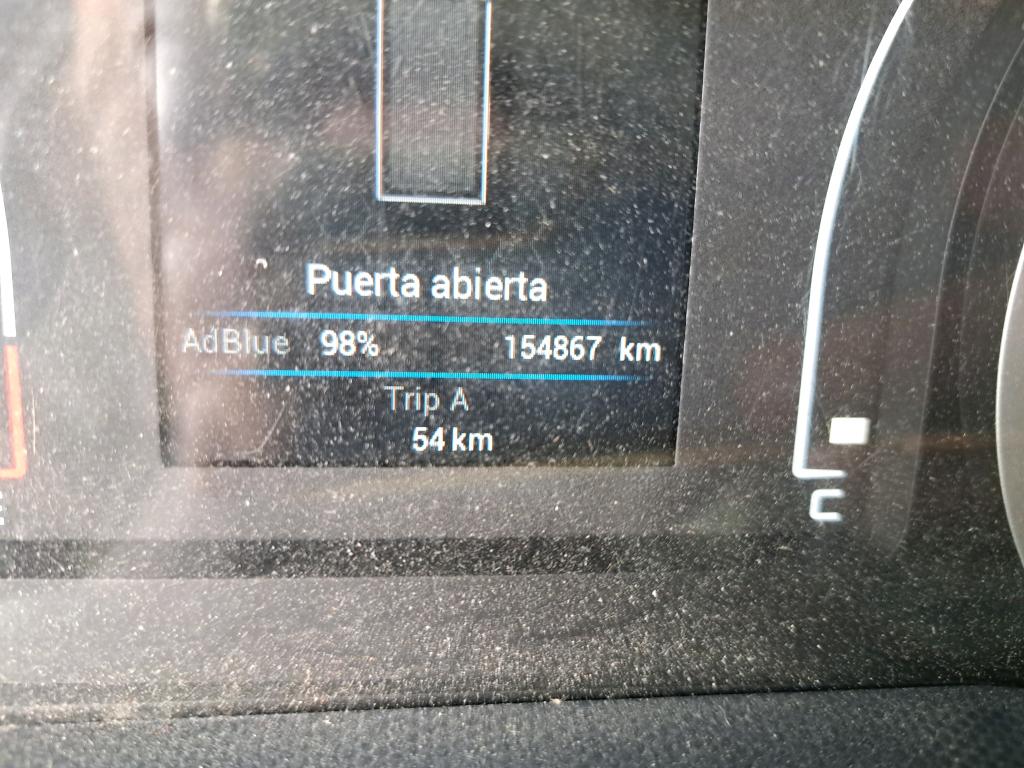 Puerta abierta
AdBlue 98% 154867 km
Trip A
54 km
C